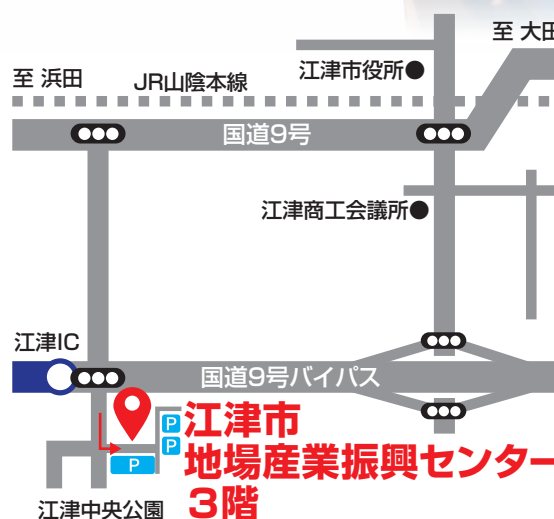 至 大田
至 浜田
JR山陰本線
江津市役所
国道9号
江津商工会議所
江津IC
国道9号バイパス
P
P
P
江津市
地場産業振興センター
3階
江津中央公園